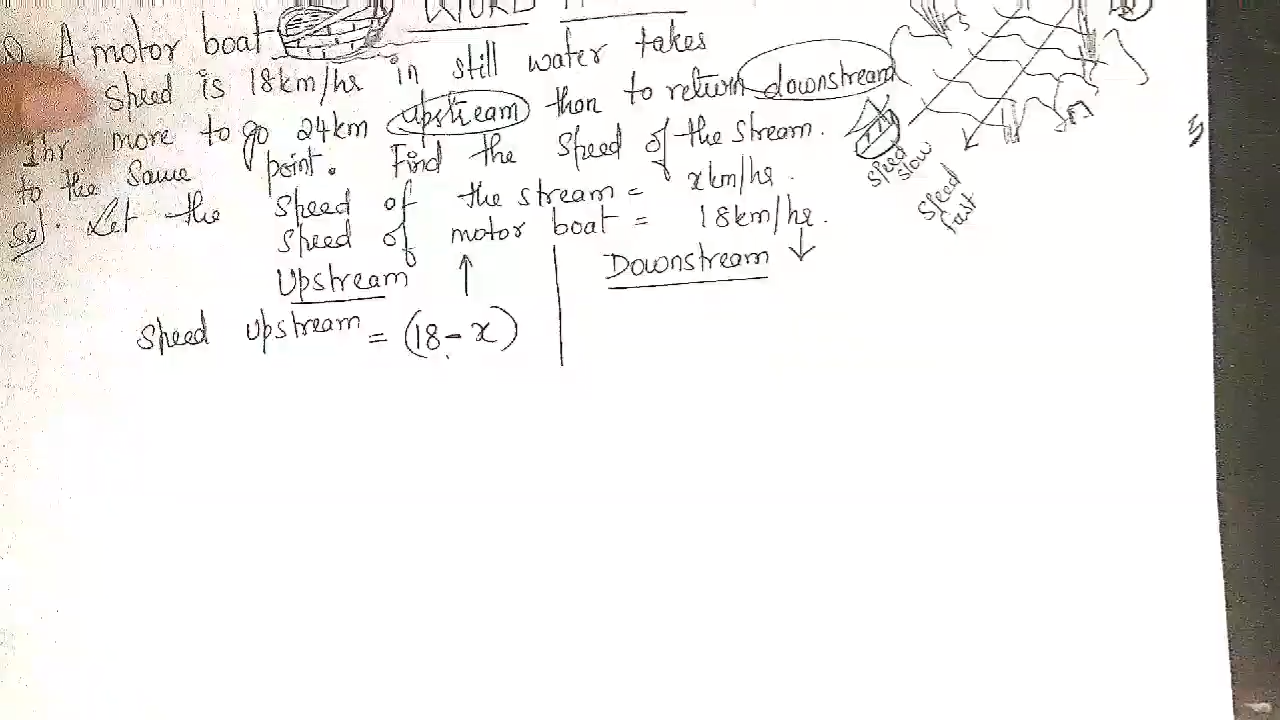 Q A motor boat
speed is 18km/hr in still water takes
1hr more to go 24km upstream than to return downstream
to the same point. Find the speed of the stream.
Sol. Let the speed of the stream = x km/hr.
speed of motor boat = 18km/hr.
Upstream ↑
Downstream ↓
speed upstream = (18 - x)
speed slow
speed fast